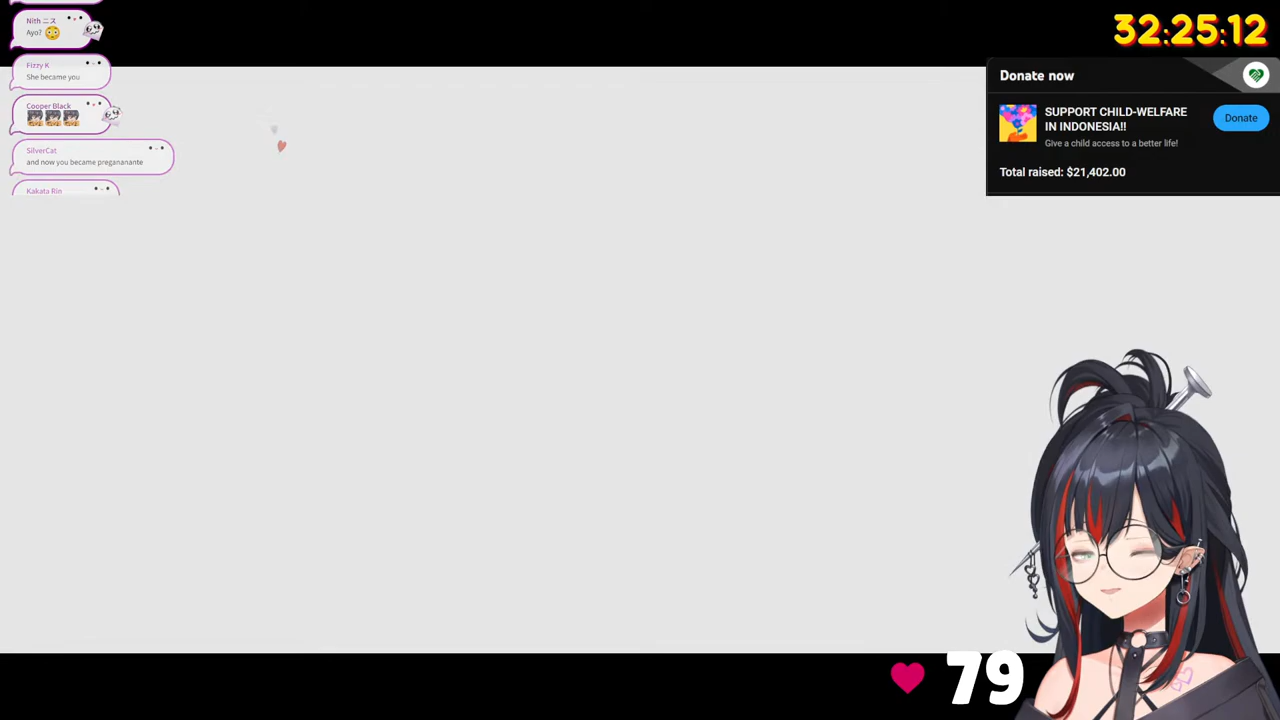 Nith ニス
Ayo?
Fizzy K
She became you
Cooper Black
SilverCat
and now you became pregananante
Kakata Rin
32:25:12
Donate now
SUPPORT CHILD-WELFARE
IN INDONESIA!!
Give a child access to a better life!
Donate
Total raised: $21,402.00
79